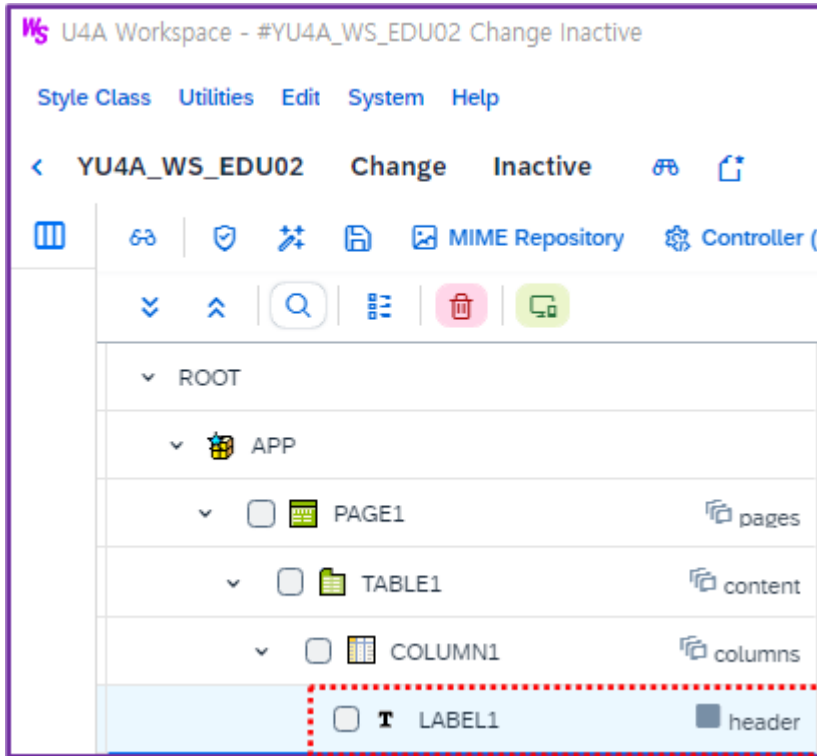 WS U4A Workspace - #YU4A_WS_EDU02 Change Inactive
Style Class Utilities Edit System Help
YU4A_WS_EDU02 Change Inactive
MIME Repository Controller (
ROOT
APP
PAGE1 pages
TABLE1 content
COLUMN1 columns
T LABEL1 header